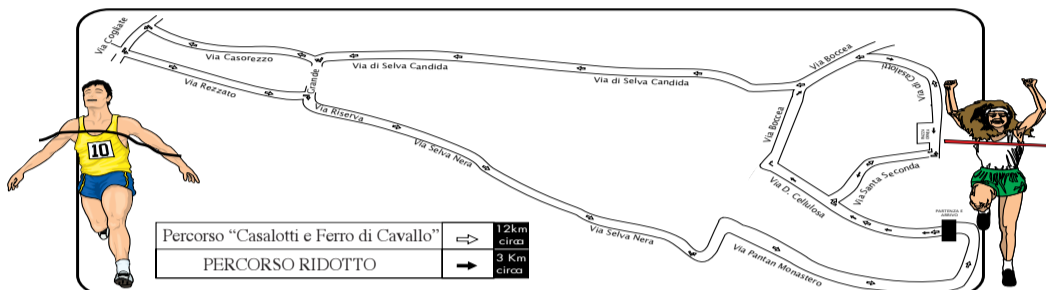 Via Cogliate
Via Casorezzo
Grande
Via Rezzato
Via di Selva Candida
Via di Selva Candida
Via Boccea
Via di Casalotti
Via Boccea
Via Riserva
Via Selva Nera
Via Santa Seconda
Via D. Cellulosa
PARTENZA E
ARRIVO
Via Selva Nera
Via Pantan Monastero
10
Percorso “Casalotti e Ferro di Cavallo”
12km
circa
PERCORSO RIDOTTO
3 Km
circa